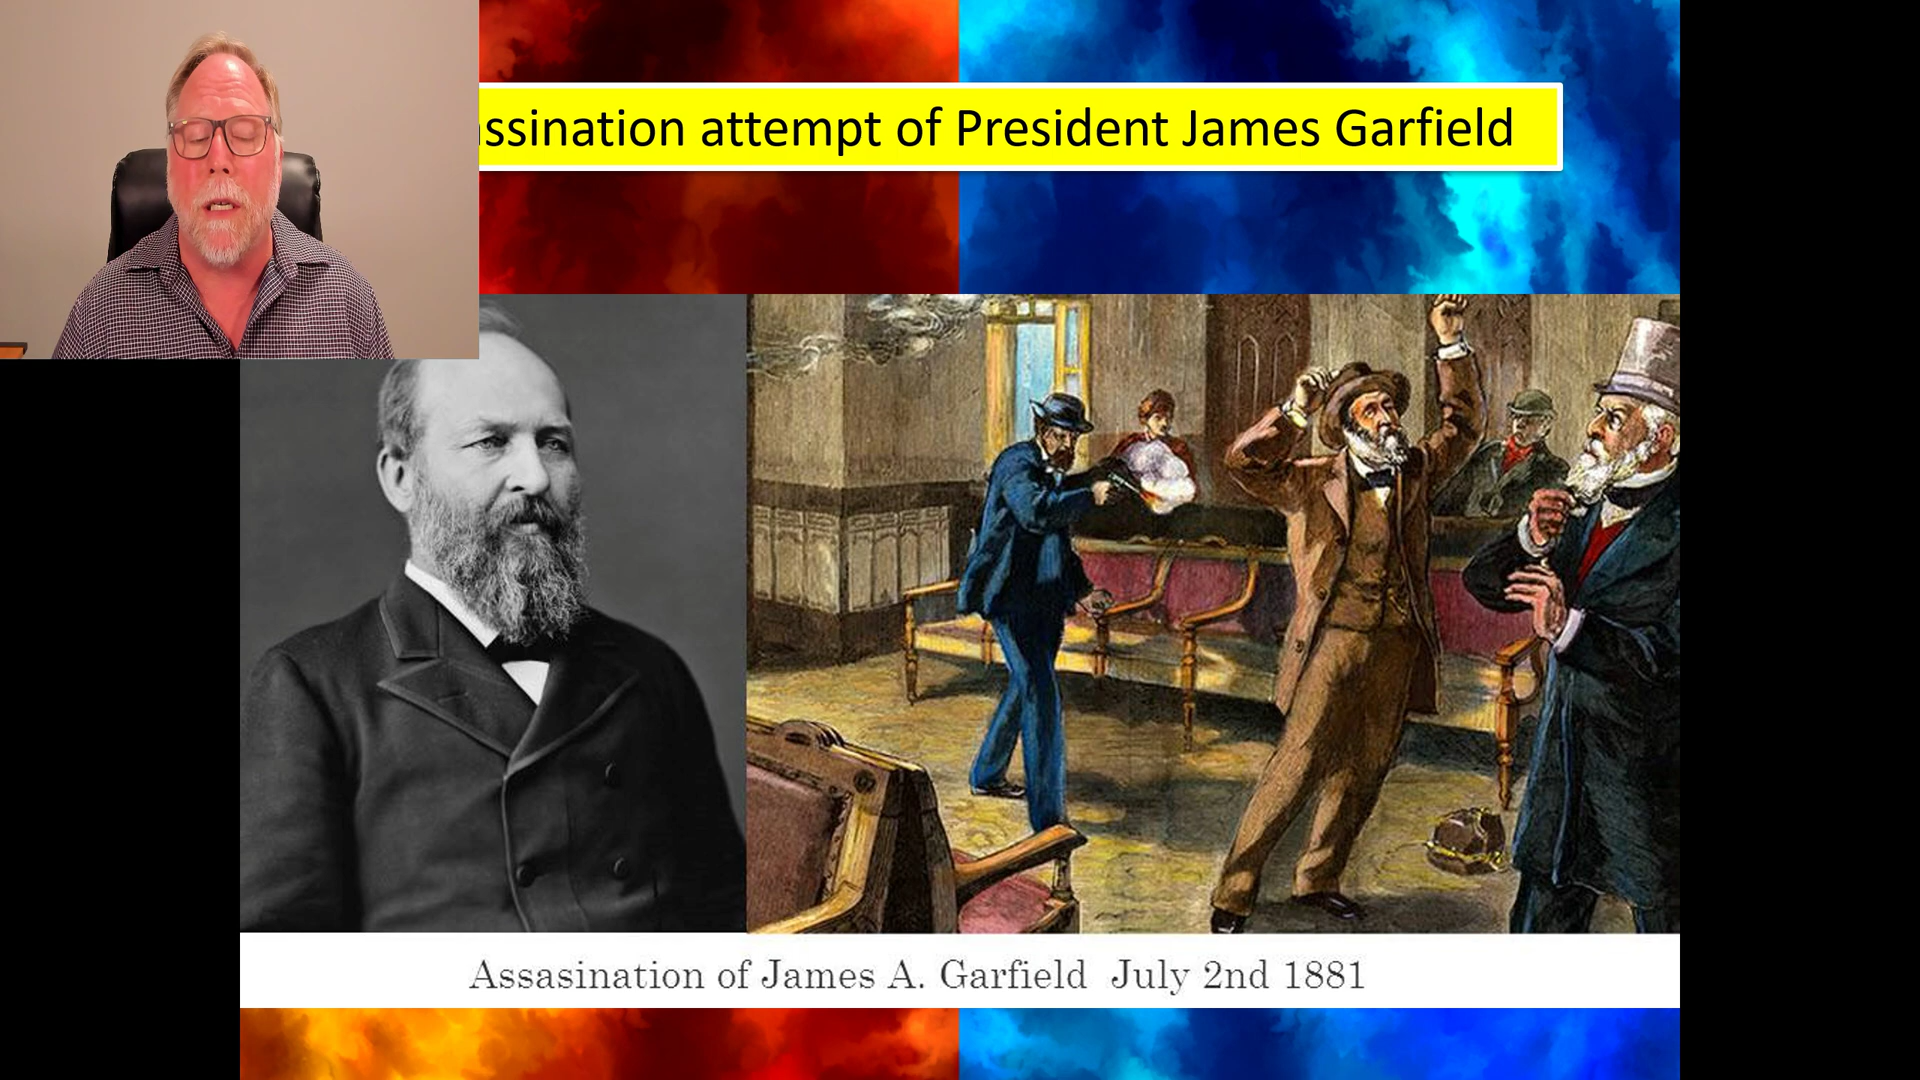 ssination attempt of President James Garfield
Assasination of James A. Garfield July 2nd 1881